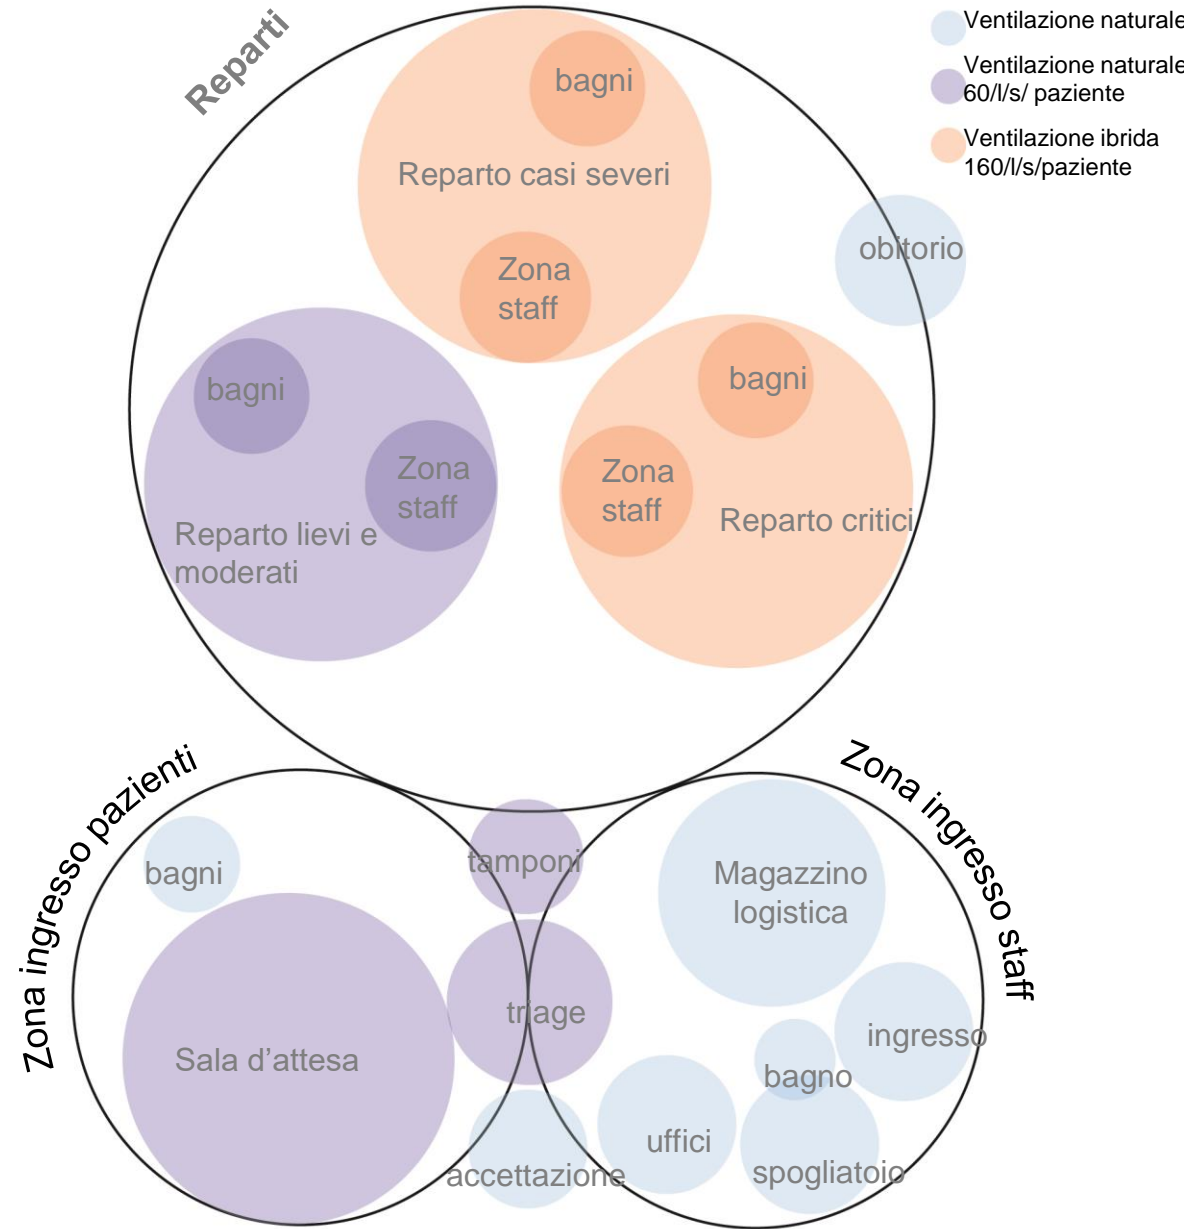 Reparti
Ventilazione naturale
Ventilazione naturale
60/l/s/ paziente
Ventilazione ibrida
160/l/s/paziente
bagni
Reparto casi severi
Zona
staff
obitorio
bagni
Zona
staff
Reparto lievi e
moderati
bagni
Zona
staff
Reparto critici
Zona ingresso pazienti
Zona ingresso staff
bagni
tamponi
Magazzino
logistica
triage
Sala d’attesa
ingresso
bagno
uffici
accettazione
spogliatoio